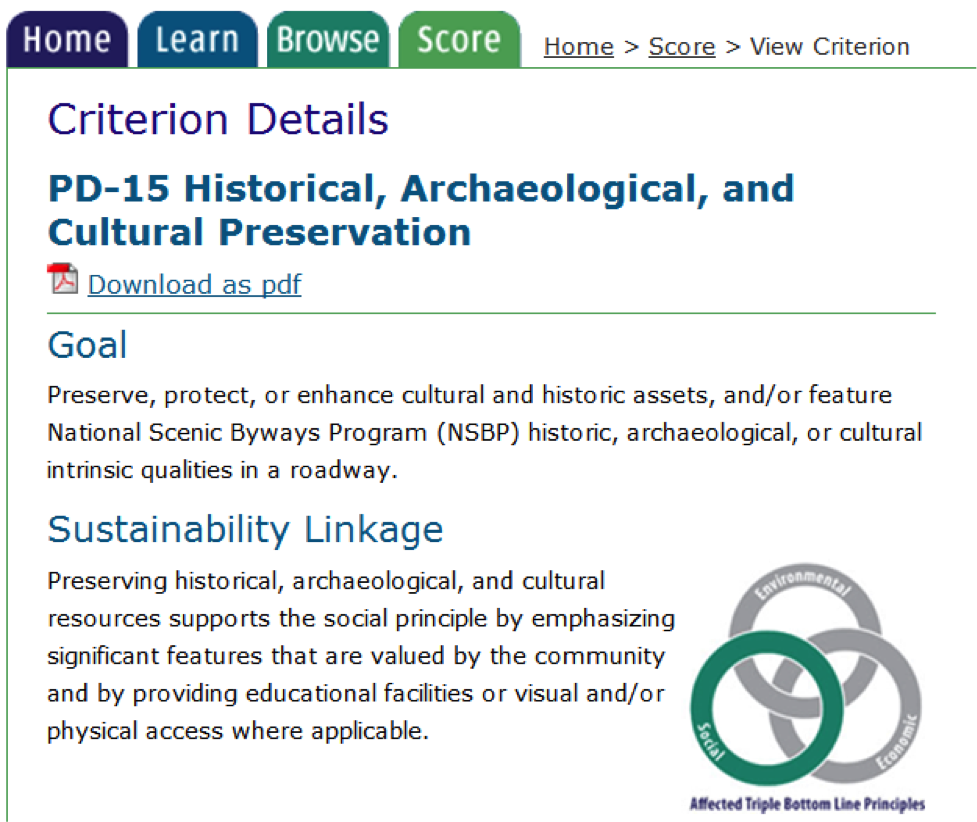 Home Learn Browse Score Home > Score > View Criterion
Criterion Details
PD-15 Historical, Archaeological, and
Cultural Preservation
Download as pdf
Goal
Preserve, protect, or enhance cultural and historic assets, and/or feature
National Scenic Byways Program (NSBP) historic, archaeological, or cultural
intrinsic qualities in a roadway.
Sustainability Linkage
Preserving historical, archaeological, and cultural
resources supports the social principle by emphasizing
significant features that are valued by the community
and by providing educational facilities or visual and/or
physical access where applicable.
Environmental
Social
Economic
Affected Triple Bottom Line Principles